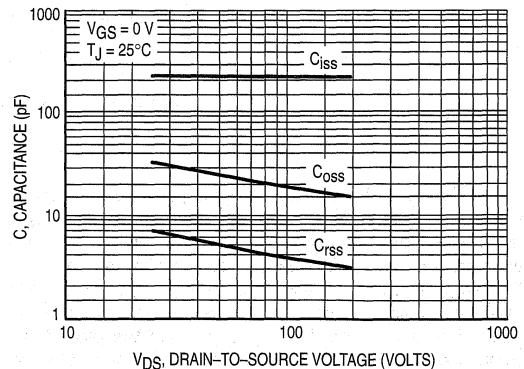 1000
VGS = 0 V
TJ = 25°C
Ciss
100
Coss
10
Crss
1
10
100
1000
C, CAPACITANCE (pF)
VDS, DRAIN–TO–SOURCE VOLTAGE (VOLTS)